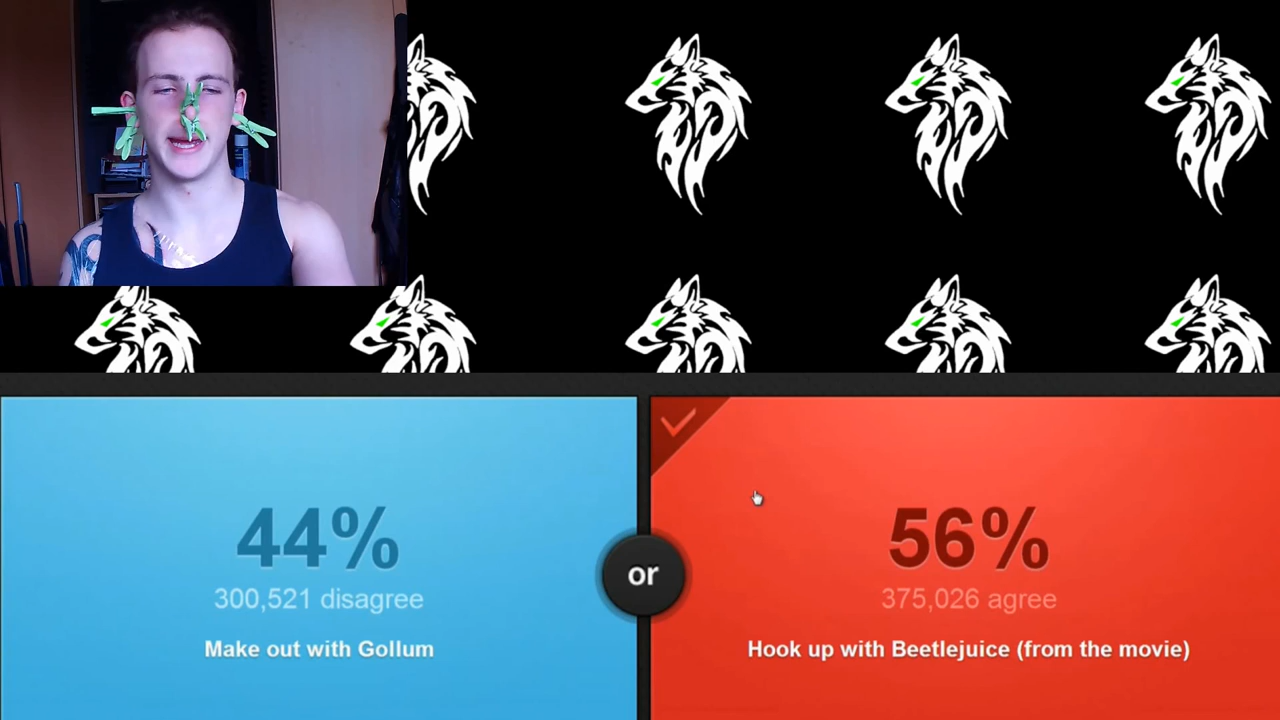 44%
300,521 disagree
Make out with Gollum
or
56%
375,026 agree
Hook up with Beetlejuice (from the movie)